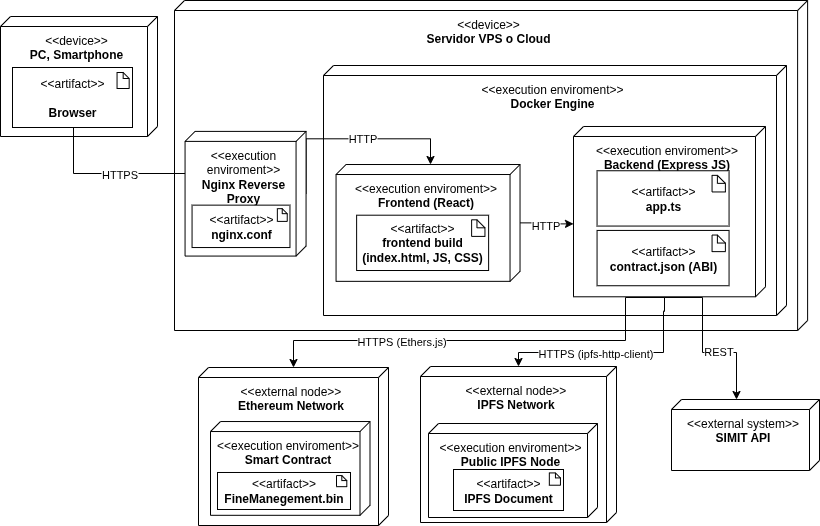 <<device>>
PC, Smartphone
<<artifact>>
Browser
HTTPS
<<device>>
Servidor VPS o Cloud
<<execution
enviroment>>
Nginx Reverse
Proxy
<<artifact>>
nginx.conf
HTTP
<<execution enviroment>>
Docker Engine
<<execution enviroment>>
Frontend (React)
<<artifact>>
frontend build
(index.html, JS, CSS)
HTTP
<<execution enviroment>>
Backend (Express JS)
<<artifact>>
app.ts
<<artifact>>
contract.json (ABI)
HTTPS (Ethers.js)
HTTPS (ipfs-http-client)
REST
<<external node>>
Ethereum Network
<<execution enviroment>>
Smart Contract
<<artifact>>
FineManegement.bin
<<external node>>
IPFS Network
<<execution enviroment>>
Public IPFS Node
<<artifact>>
IPFS Document
<<external system>>
SIMIT API